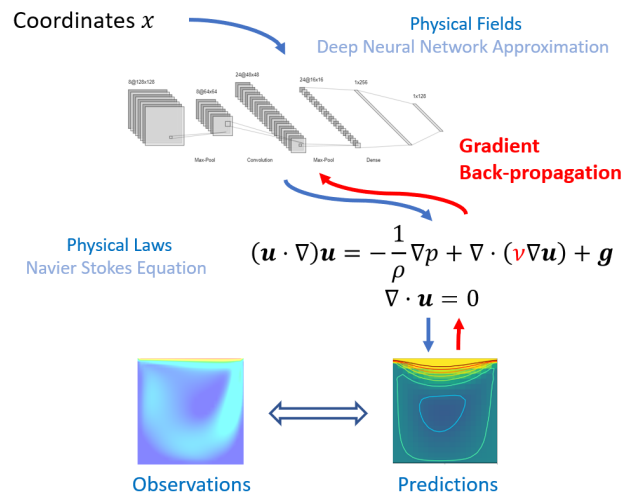 Coordinates x
Physical Fields
Deep Neural Network Approximation
8@128x128
8@64x64
24@48x48
24@16x16
1x256
1x128
Max-Pool
Convolution
Max-Pool
Dense
Gradient
Back-propagation
Physical Laws
Navier Stokes Equation
(u · ∇)u = −1/ρ ∇p + ∇ · (ν∇u) + g
∇ · u = 0
Observations
Predictions